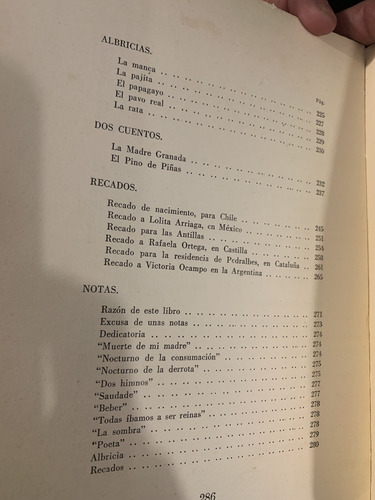 ALBRICIAS.
Pág.
La mança .. .. .. .. .. .. .. .. .. .. 225
La pajita .. .. .. .. .. .. .. .. .. .. 227
El papagayo .. .. .. .. .. .. .. .. .. 228
El pavo real .. .. .. .. .. .. .. .. .. 229
La rata .. .. .. .. .. .. .. .. .. .. 230
DOS CUENTOS.
La Madre Granada .. .. .. .. .. .. .. .. 232
El Pino de Piñas .. .. .. .. .. .. .. .. 237
RECADOS.
Recado de nacimiento, para Chile .. .. .. .. 245
Recado a Lolita Arriaga, en México .. .. .. .. 251
Recado para las Antillas .. .. .. .. .. .. 256
Recado a Rafaela Ortega, en Castilla .. .. .. .. 258
Recado para la residencia de Pedralbes, en Cataluña .. 261
Recado a Victoria Ocampo en la Argentina .. .. .. 265
NOTAS.
Razón de este libro .. .. .. .. .. .. .. 271
Excusa de unas notas .. .. .. .. .. .. .. 273
Dedicatoria .. .. .. .. .. .. .. .. .. 274
"Muerte de mi madre" .. .. .. .. .. .. .. 274
"Nocturno de la consumación" .. .. .. .. .. 274
"Nocturno de la derrota" .. .. .. .. .. .. 275
"Dos himnos" .. .. .. .. .. .. .. .. .. 276
"Saudade" .. .. .. .. .. .. .. .. .. .. 277
"Beber" .. .. .. .. .. .. .. .. .. .. 277
"Todas íbamos a ser reinas" .. .. .. .. .. .. 278
"La sombra" .. .. .. .. .. .. .. .. .. 278
"Poeta" .. .. .. .. .. .. .. .. .. .. 278
Albricia .. .. .. .. .. .. .. .. .. .. 279
Recados .. .. .. .. .. .. .. .. .. .. 280
286